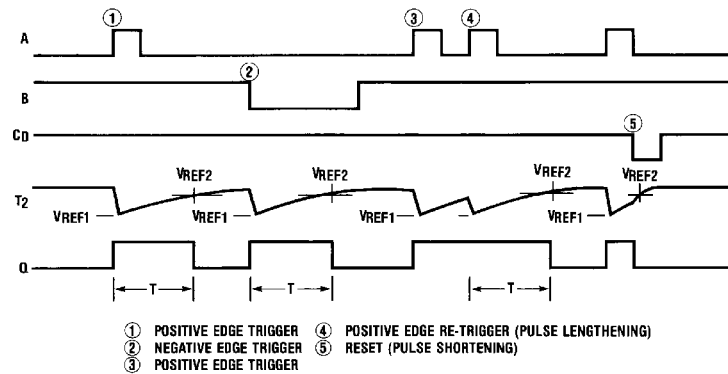 ① ③ ④
A
②
B
CD
⑤
VREF2 VREF2 VREF2 VREF2
T2
VREF1 VREF1 VREF1 VREF1
Q
T T T
① POSITIVE EDGE TRIGGER ④ POSITIVE EDGE RE-TRIGGER (PULSE LENGTHENING)
② NEGATIVE EDGE TRIGGER ⑤ RESET (PULSE SHORTENING)
③ POSITIVE EDGE TRIGGER